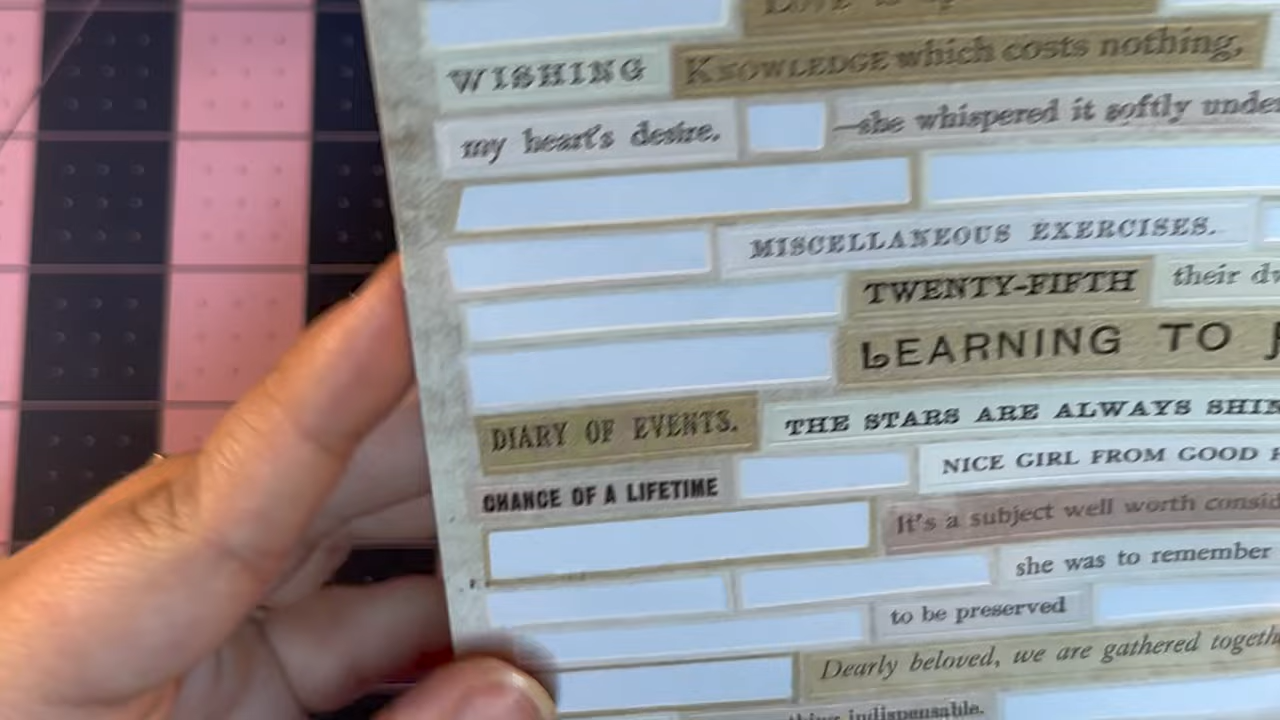 WISHING KNOWLEDGE which costs nothing,
my heart's desire. —she whispered it softly
MISCELLANEOUS EXERCISES.
TWENTY-FIFTH their
LEARNING TO
DIARY OF EVENTS. THE STARS ARE ALWAYS
CHANCE OF A LIFETIME NICE GIRL FROM GOOD
It's a subject well worth
she was to remember
to be preserved
Dearly beloved, we are gathered
indispensable.